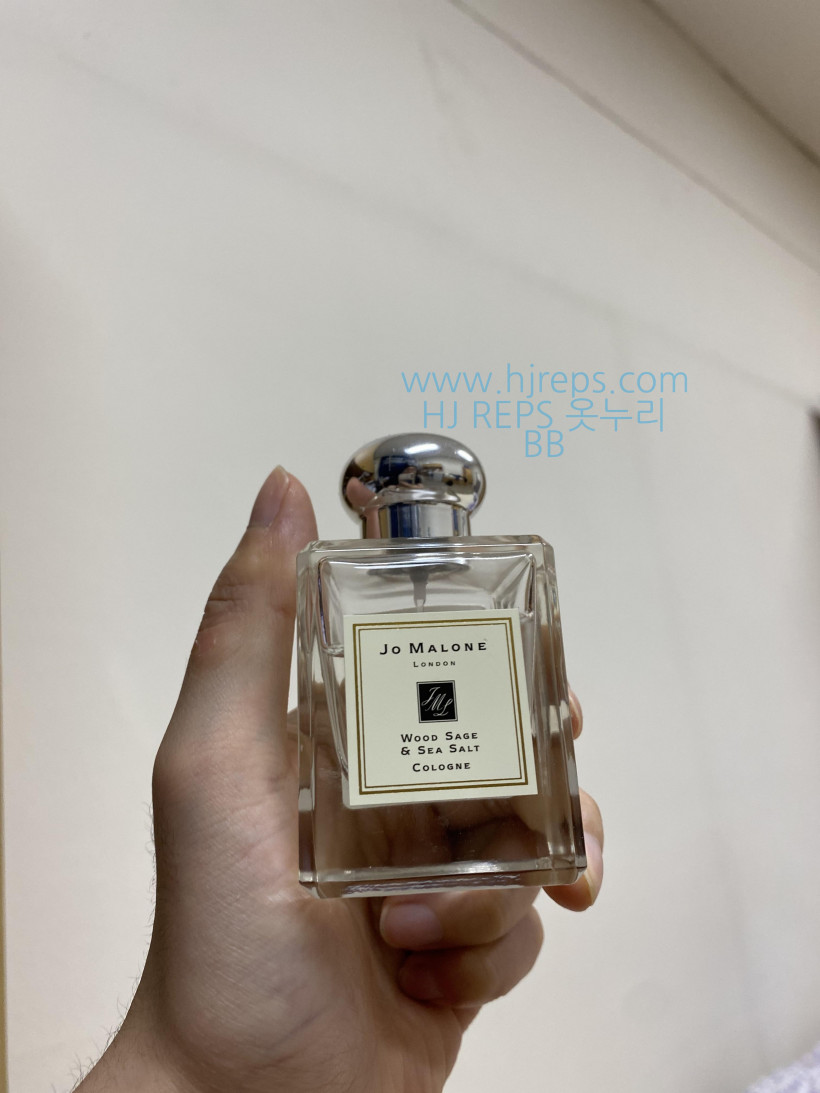 www.hjreps.com
HJ REPS 옷누리
BB
JO MALONE
LONDON
JML
WOOD SAGE
& SEA SALT
COLOGNE